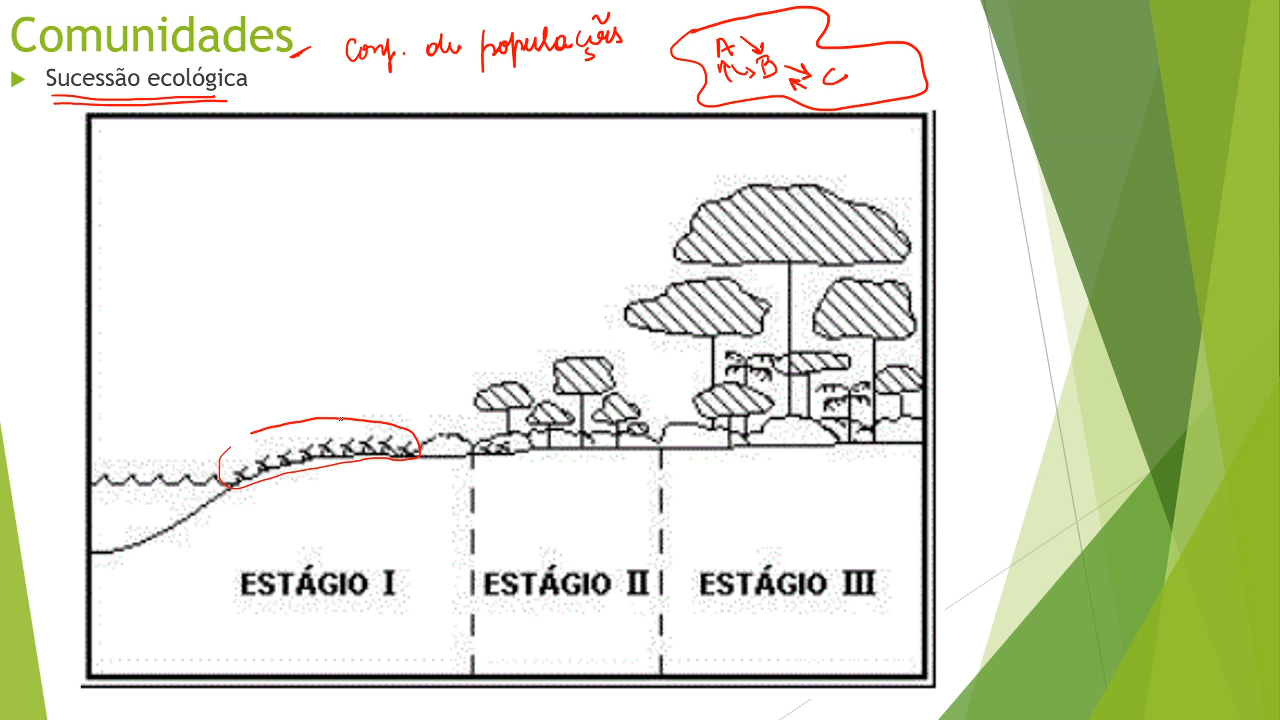 Comunidades
Conj. de populações
A B C
Sucessão ecológica
ESTÁGIO I ESTÁGIO II ESTÁGIO III